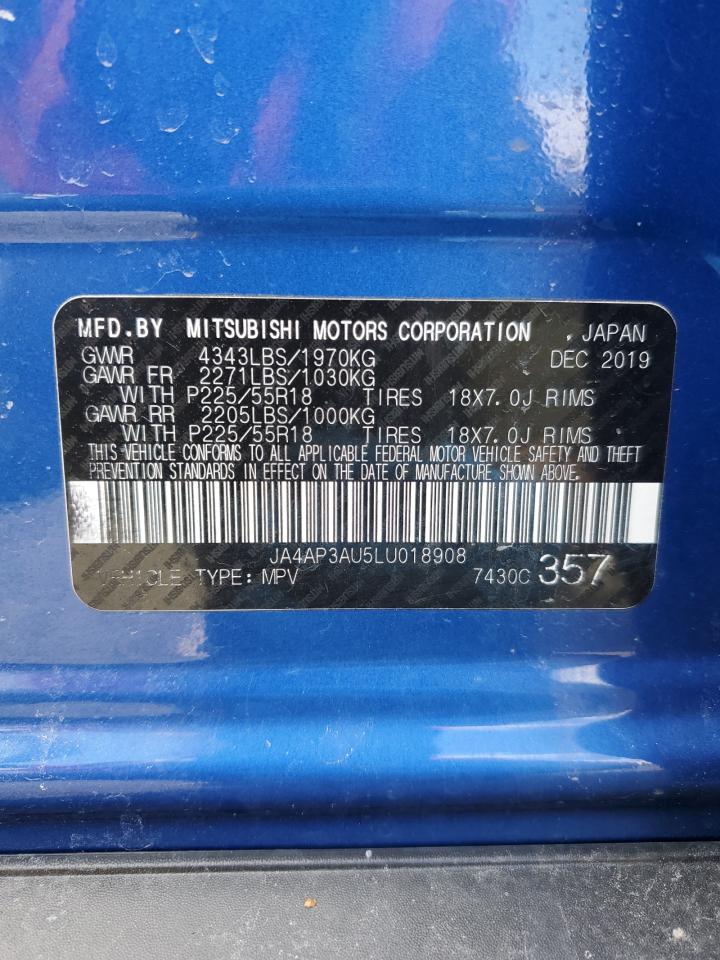 MFD.BY MITSUBISHI MOTORS CORPORATION , JAPAN
GVWR 4343LBS/1970KG DEC 2019
GAWR FR 2271LBS/1030KG
WITH P225/55R18 TIRES 18X7.0J RIMS
GAWR RR 2205LBS/1000KG
WITH P225/55R18 TIRES 18X7.0J RIMS
THIS VEHICLE CONFORMS TO ALL APPLICABLE FEDERAL MOTOR VEHICLE SAFETY AND THEFT
PREVENTION STANDARDS IN EFFECT ON THE DATE OF MANUFACTURE SHOWN ABOVE.
JA4AP3AU5LU018908
VEHICLE TYPE: MPV 7430C 357